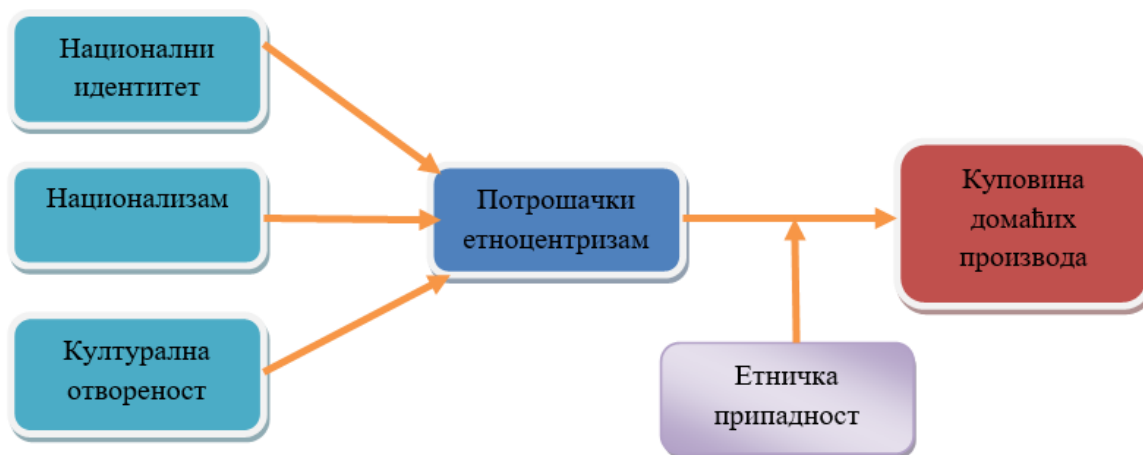 Национални
идентитет
Национализам
Културална
отвореност
Потрошачки
етноцентризам
Етничка
припадност
Куповина
домаћих
производа